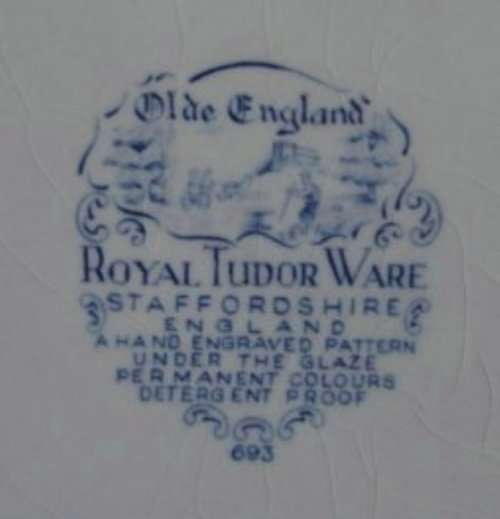 Olde England
ROYAL TUDOR WARE
STAFFORDSHIRE
ENGLAND
A HAND ENGRAVED PATTERN
UNDER THE GLAZE
PERMANENT COLOURS
DETERGENT PROOF
693